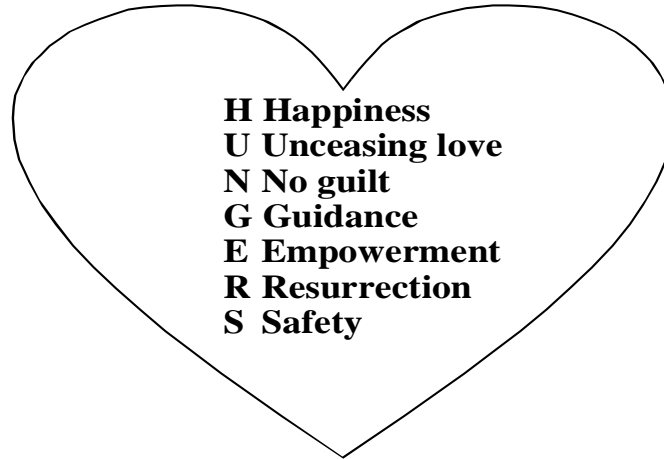 H Happiness
U Unceasing love
N No guilt
G Guidance
E Empowerment
R Resurrection
S Safety